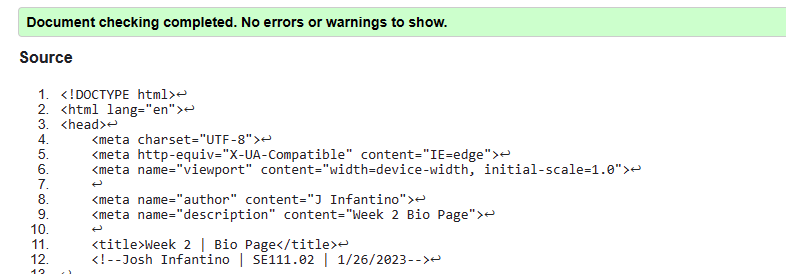 Document checking completed. No errors or warnings to show.
Source
1. <!DOCTYPE html>↩
2. <html lang="en">↩
3. <head>↩
4. <meta charset="UTF-8">↩
5. <meta http-equiv="X-UA-Compatible" content="IE=edge">↩
6. <meta name="viewport" content="width=device-width, initial-scale=1.0">↩
7. ↩
8. <meta name="author" content="J Infantino">↩
9. <meta name="description" content="Week 2 Bio Page">↩
10. ↩
11. <title>Week 2 | Bio Page</title>↩
12. <!--Josh Infantino | SE111.02 | 1/26/2023-->↩